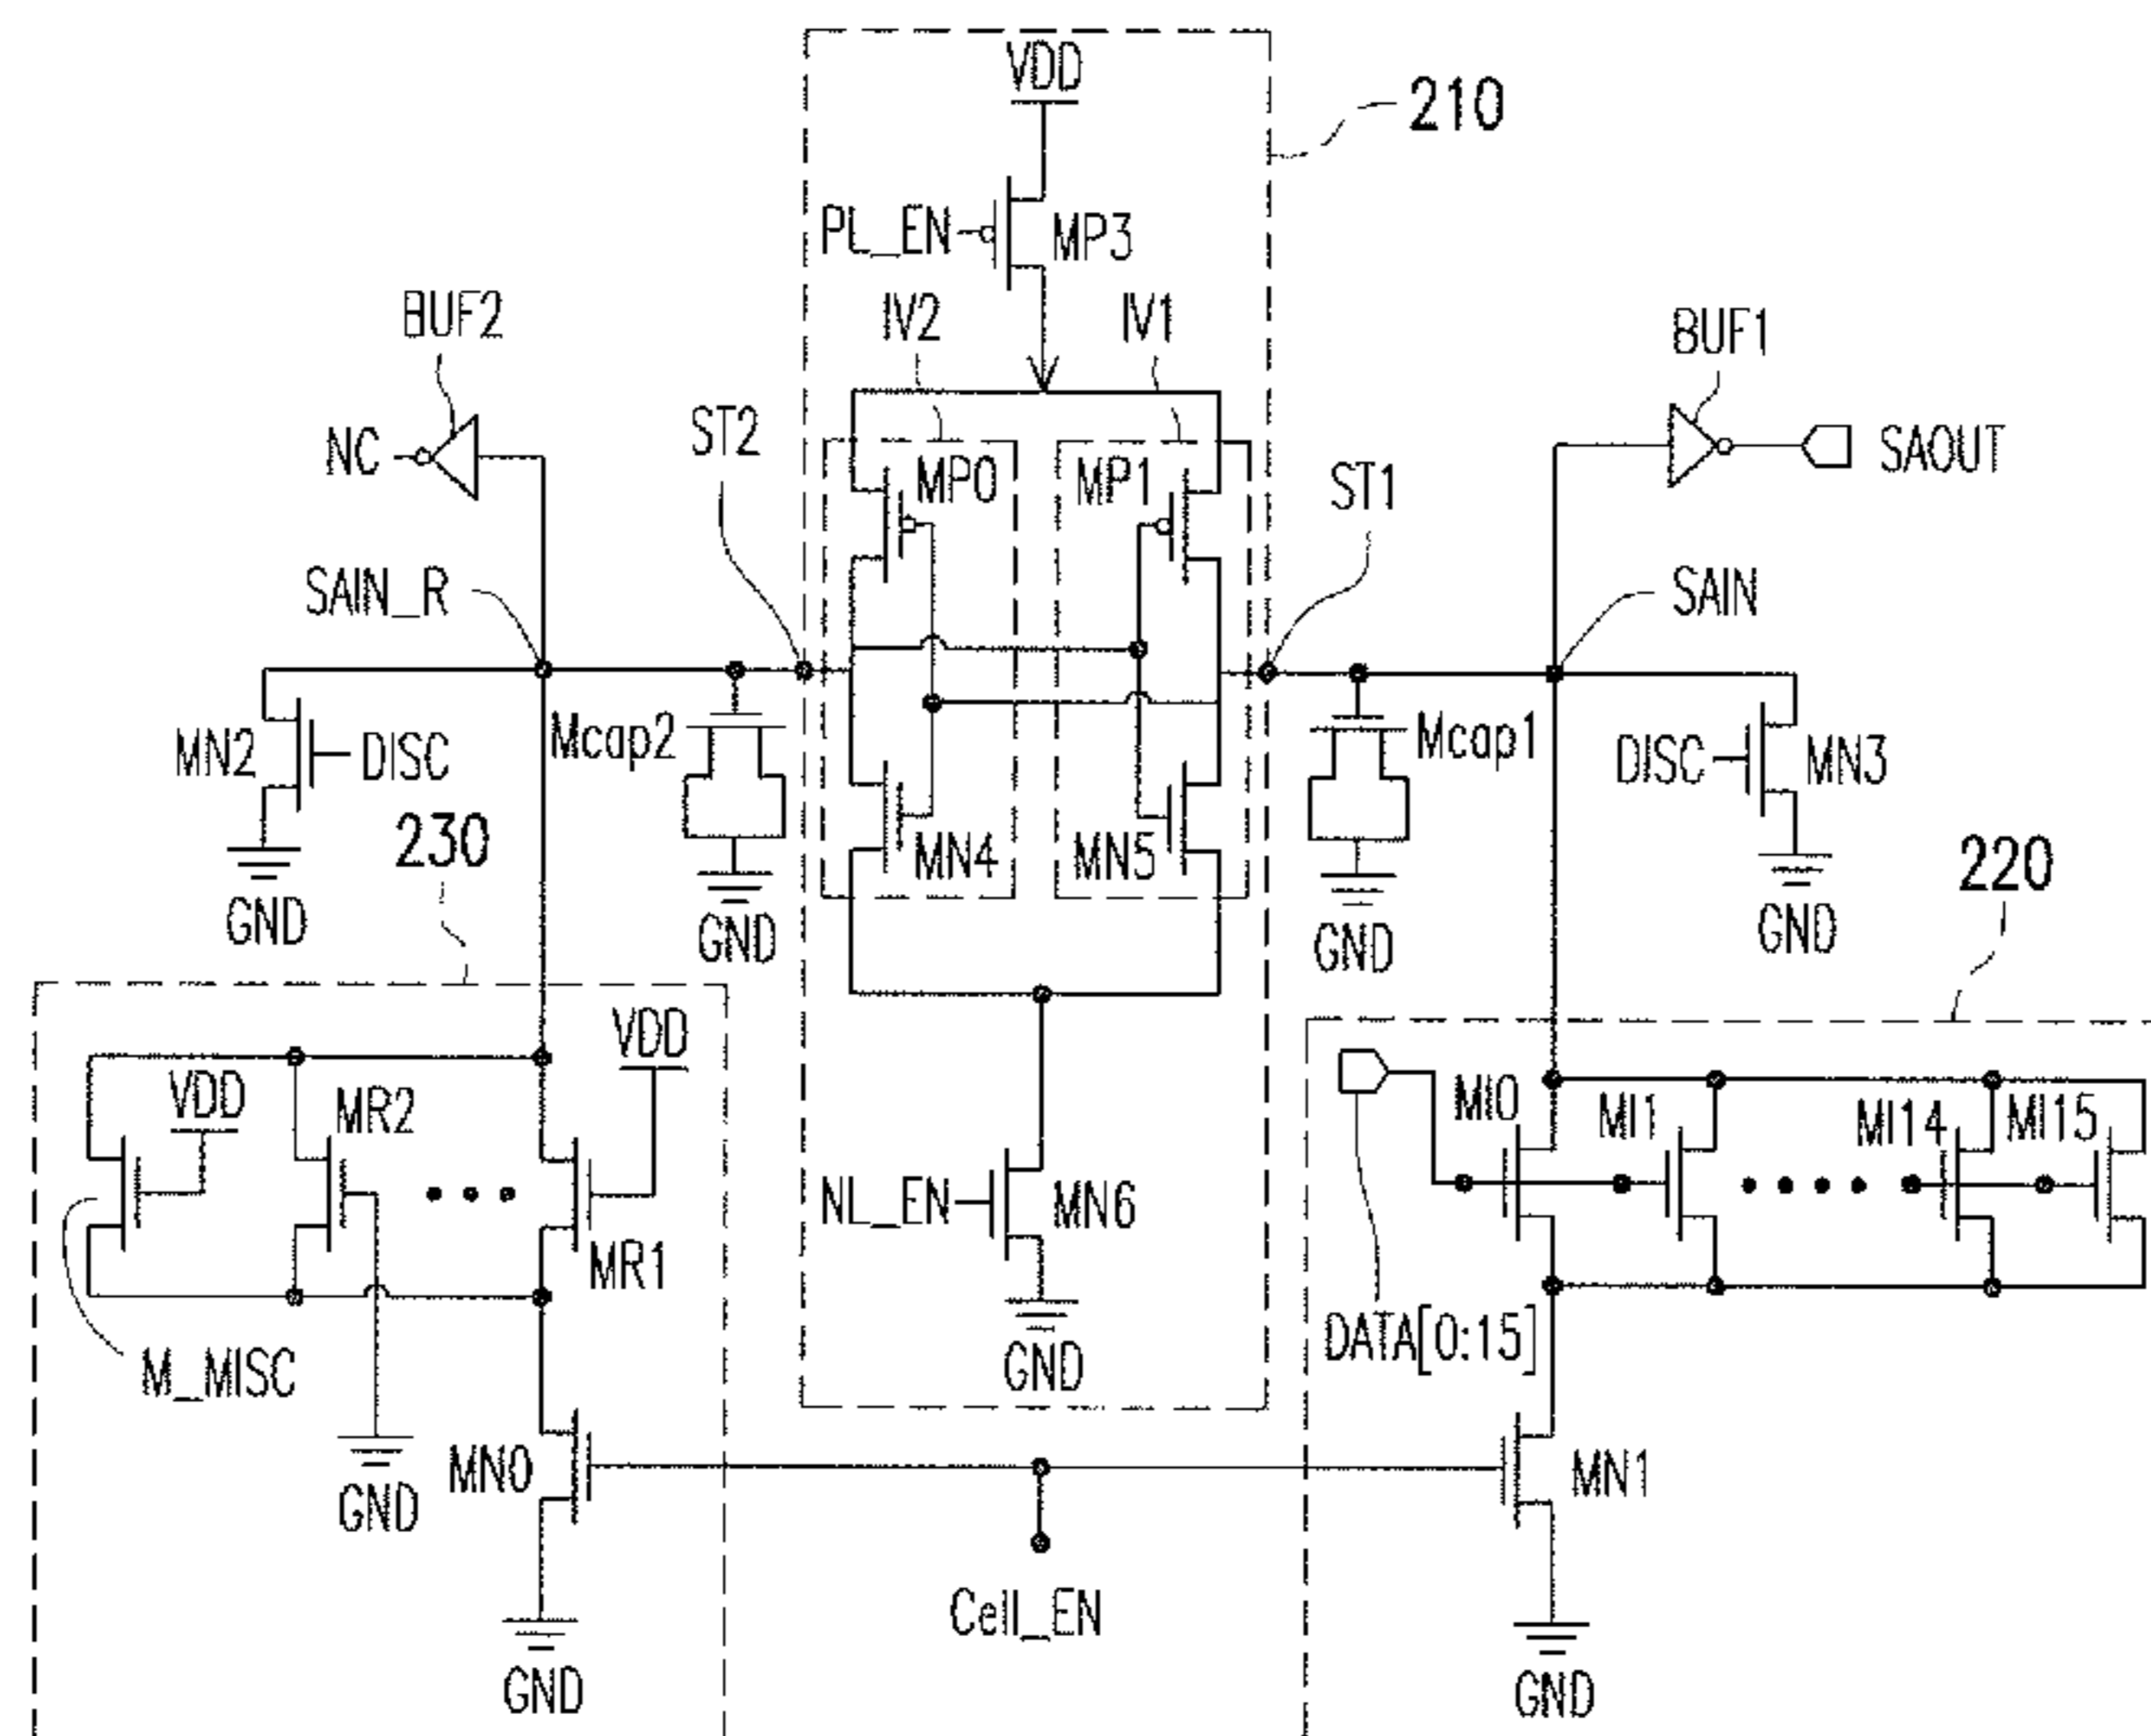 VDD
210
PL_EN
MP3
BUF2
IV2
IV1
BUF1
NC
ST2
MP0
MP1
ST1
SAOUT
SAIN_R
SAIN
MN2
DISC
Mcap2
Mcap1
DISC
MN3
230
MN4
MN5
220
GND
GND
GND
GND
VDD
VDD
MR2
MI0
MI1
MI14
MI15
NL_EN
MN6
MR1
M_MISC
GND
DATA[0:15]
MN0
GND
MN1
Cell_EN
GND
GND